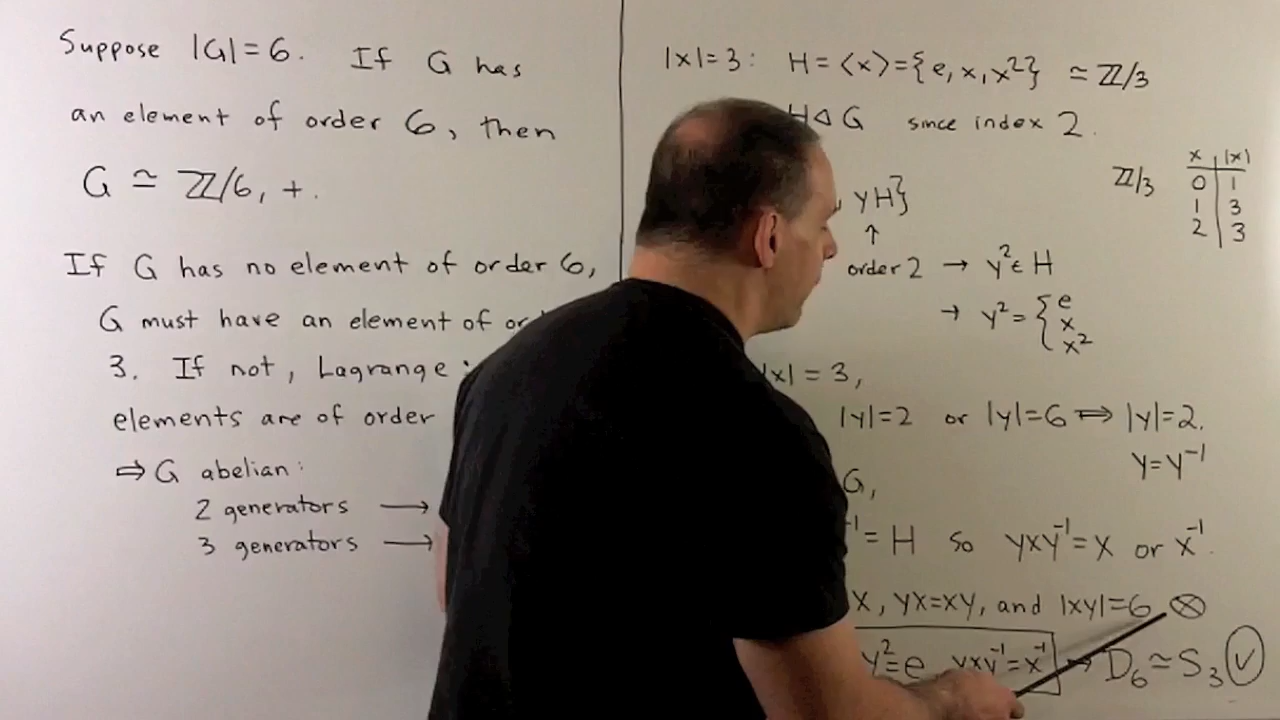 Suppose |G|=6. If G has
an element of order 6, then
G ≃ ℤ/6, +.
If G has no element of order 6,
G must have an element of
3. If not, Lagrange :
elements are of order
⇒ G abelian:
2 generators →
3 generators →
|x|=3: H=⟨x⟩={e, x, x²} ≃ ℤ/3
H ◁ G since index 2.
ℤ/3
x | |x|
0 | 1
1 | 3
2 | 3
, yH}
↑
order 2 → y² ∈ H
→ y² = { e
x
x²
|x| = 3,
|y|=2 or |y|=6 ⟹ |y|=2.
y=y⁻¹
G,
⁻¹ = H so yxy⁻¹=x or x⁻¹.
x, yx=xy, and |xy|=6 ⊗
y²=e, yxy⁻¹=x⁻¹ → D₆ ≃ S₃ ✓